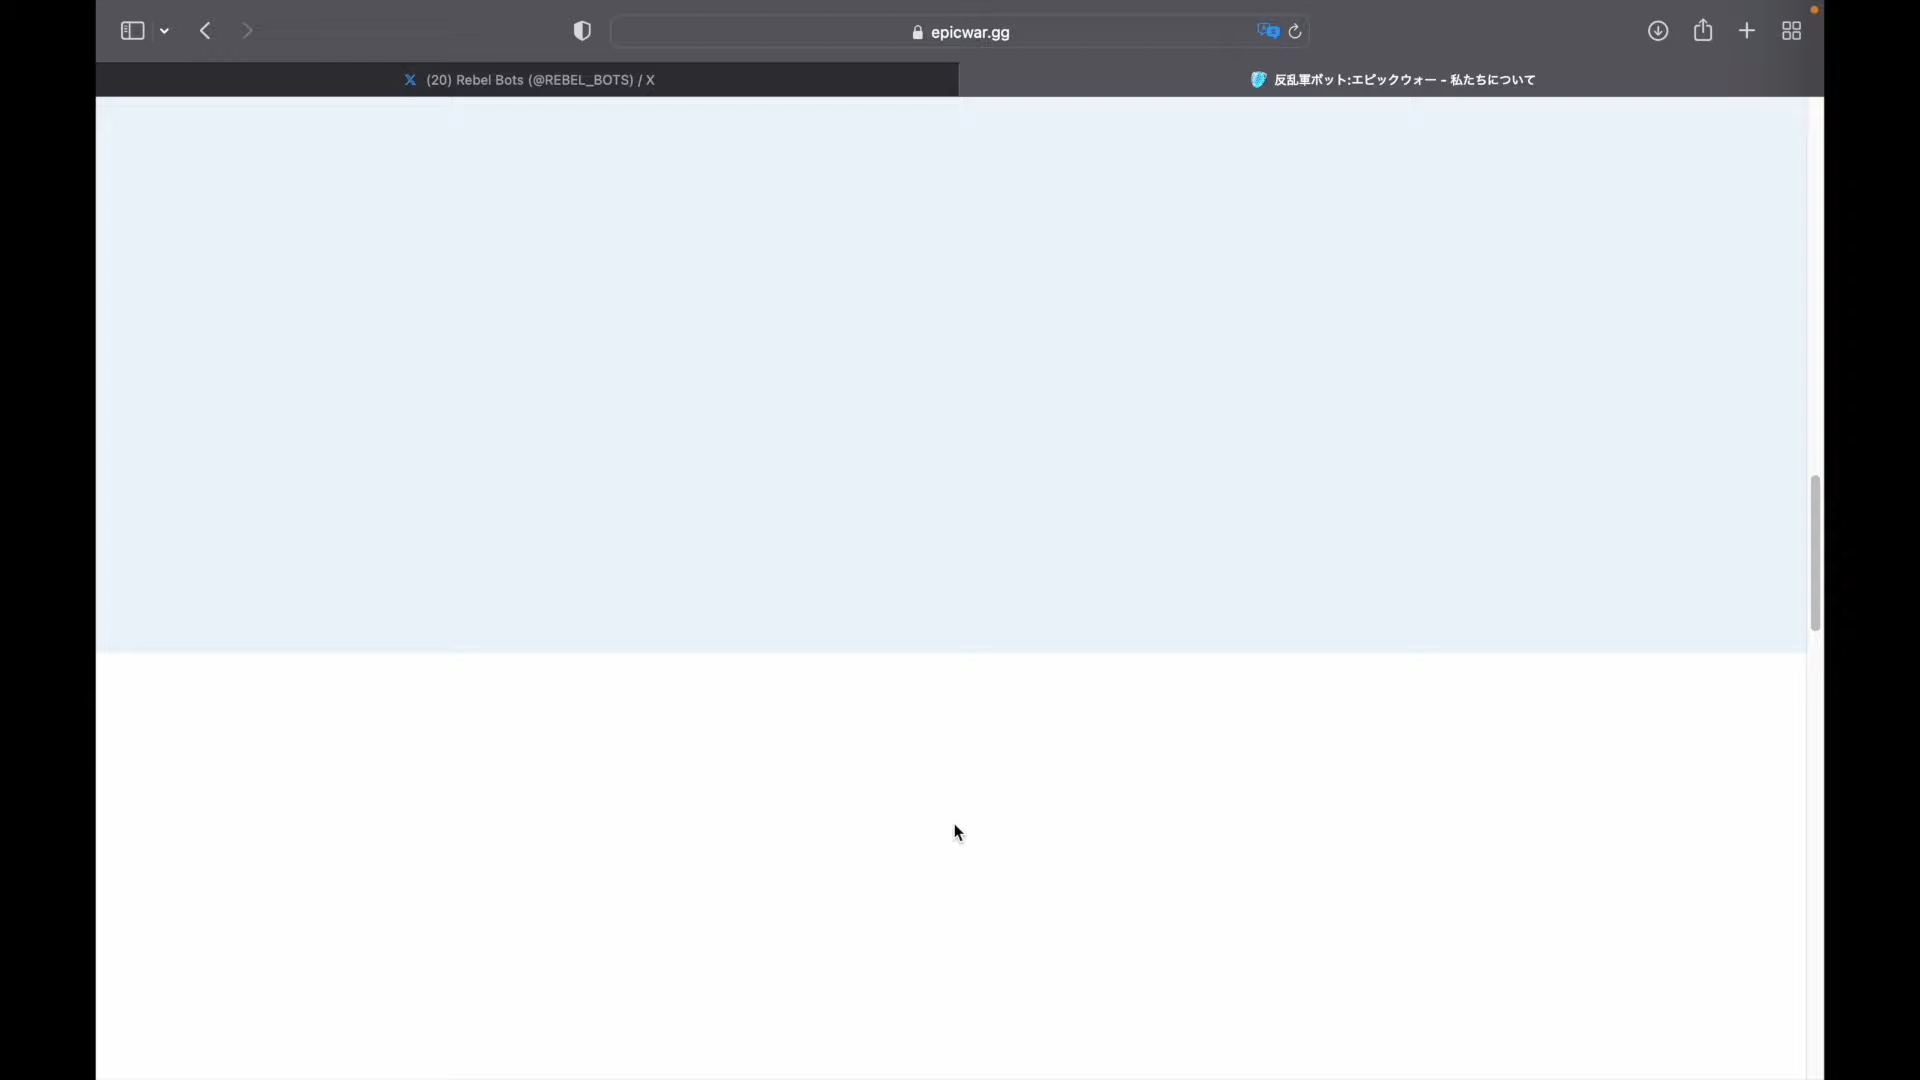 epicwar.gg
(20) Rebel Bots (@REBEL_BOTS) / X
反乱軍ボット:エピックウォー - 私たちについて